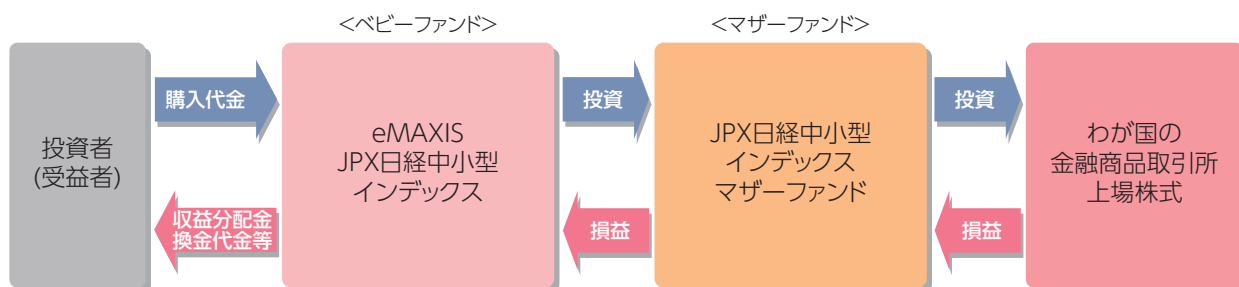 <ベビーファンド>
<マザーファンド>
投資者
(受益者)
購入代金
収益分配金
換金代金等
eMAXIS
JPX日経中小型
インデックス
投資
損益
JPX日経中小型
インデックス
マザーファンド
投資
損益
わが国の
金融商品取引所
上場株式